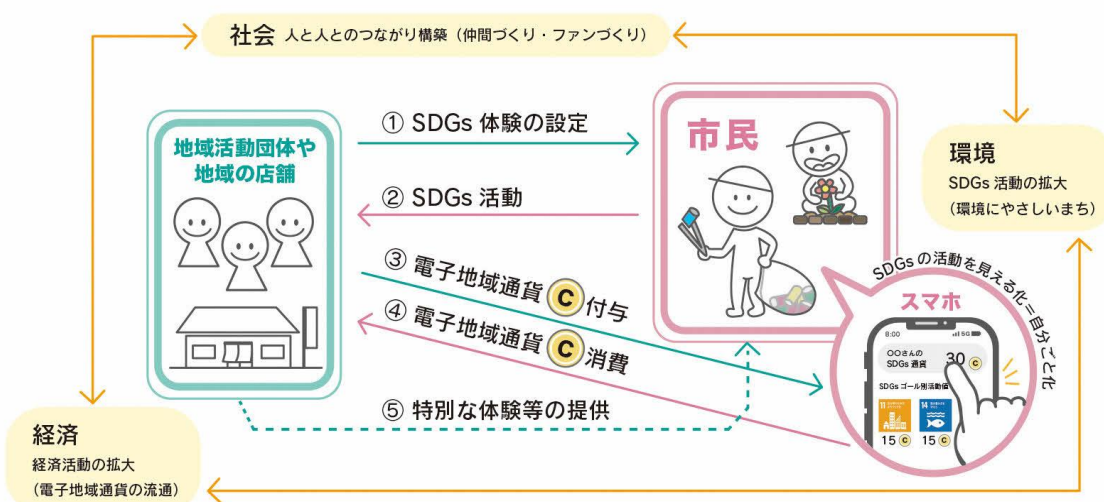 社会 人と人とのつながり構築（仲間づくり・ファンづくり）
地域活動団体や
地域の店舗
① SDGs 体験の設定
② SDGs 活動
③ 電子地域通貨 C 付与
④ 電子地域通貨 C 消費
⑤ 特別な体験等の提供
市民
環境
SDGs 活動の拡大
（環境にやさしいまち）
SDGsの活動を見える化=自分ごと化
スマホ
8:00
5G
〇〇さんの
SDGs 通貨
30 C
SDGs ゴール別活動値
11
14
15 C
15 C
経済
経済活動の拡大
（電子地域通貨の流通）